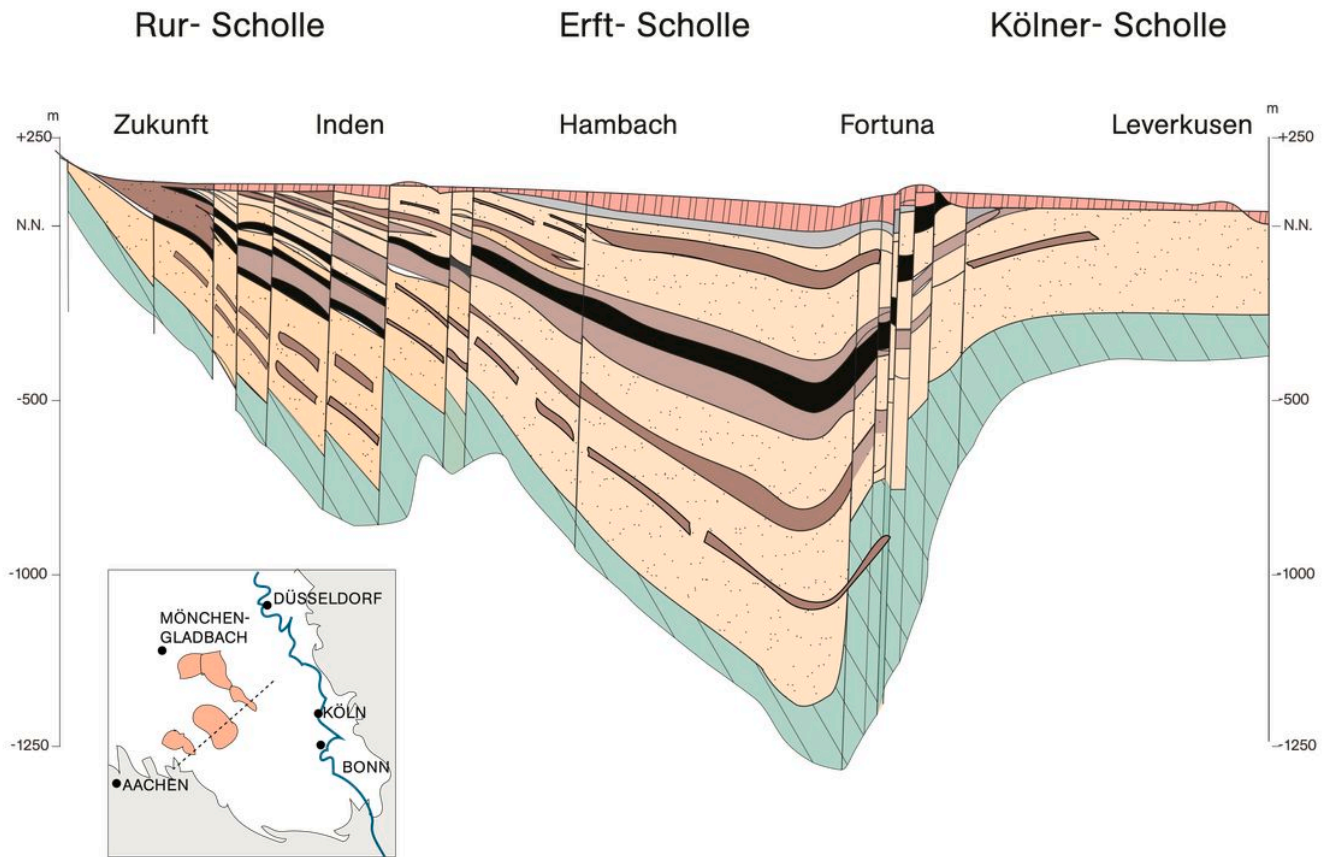 Rur- Scholle Erft- Scholle Kölner- Scholle
Zukunft Inden Hambach Fortuna Leverkusen
m m
+250 +250
N.N. N.N.
-500 -500
-1000 -1000
-1250 -1250
DÜSSELDORF
MÖNCHEN-
GLADBACH
KÖLN
BONN
AACHEN